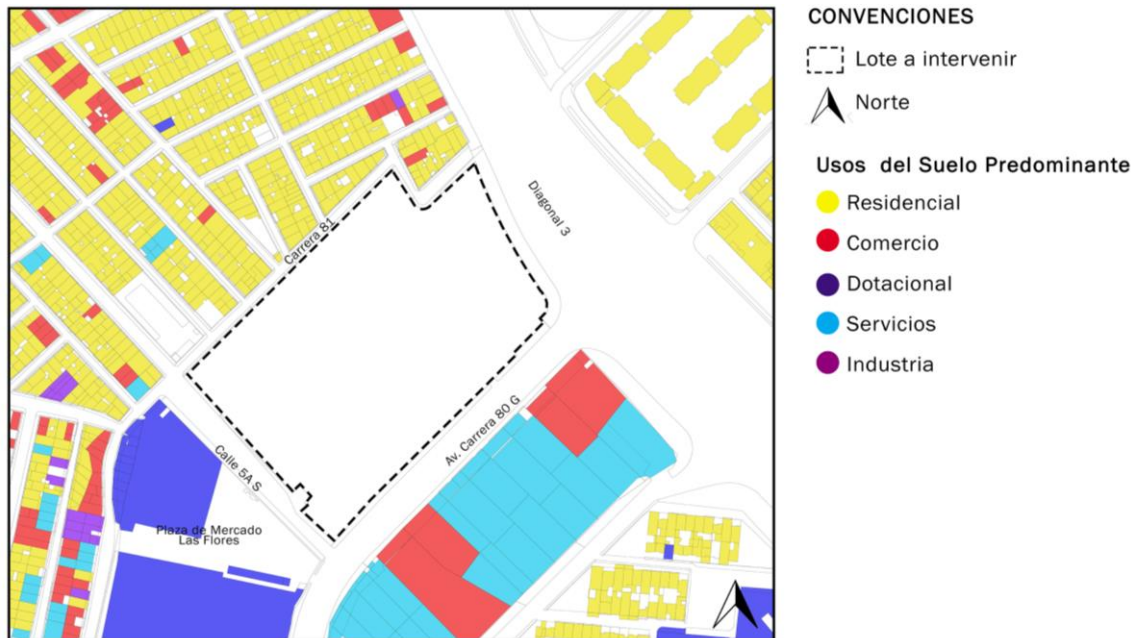 CONVENCIONES
Lote a intervenir
Norte
Usos del Suelo Predominante
Residencial
Comercio
Dotacional
Servicios
Industria
Diagonal 3
Carrera 81
Av. Carrera 80 G
Calle 5A S
Plaza de Mercado
Las Flores